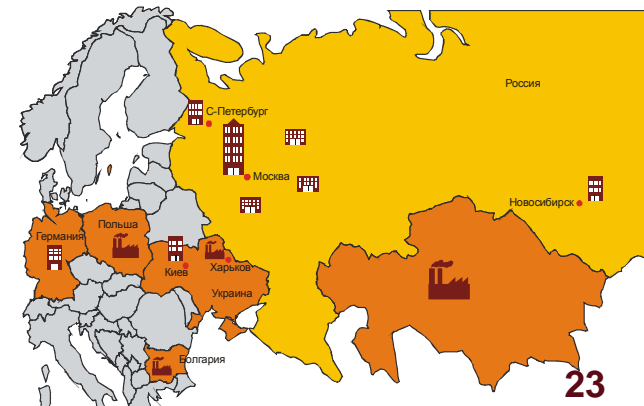 Россия
С-Петербург
Москва
Новосибирск
Польша
Германия
Киев
Харьков
Украина
Болгария
23